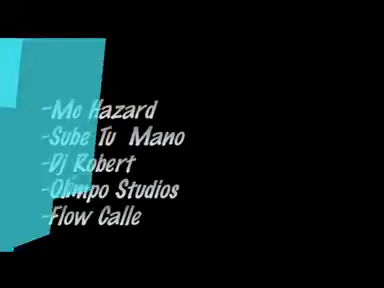 -Mc Hazard
-Sube Tu Mano
-Dj Robert
-Olimpo Studios
-Flow Calle